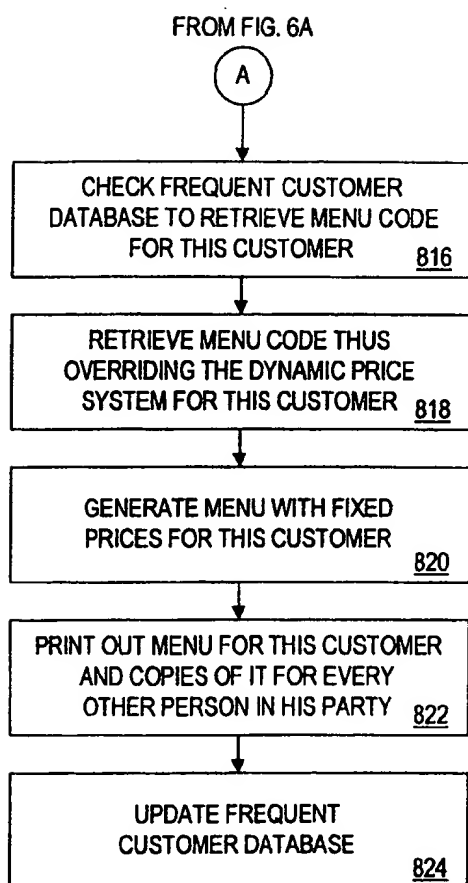 FROM FIG. 6A
A
CHECK FREQUENT CUSTOMER
DATABASE TO RETRIEVE MENU CODE
FOR THIS CUSTOMER
816
RETRIEVE MENU CODE THUS
OVERRIDING THE DYNAMIC PRICE
SYSTEM FOR THIS CUSTOMER
818
GENERATE MENU WITH FIXED
PRICES FOR THIS CUSTOMER
820
PRINT OUT MENU FOR THIS CUSTOMER
AND COPIES OF IT FOR EVERY
OTHER PERSON IN HIS PARTY
822
UPDATE FREQUENT
CUSTOMER DATABASE
824